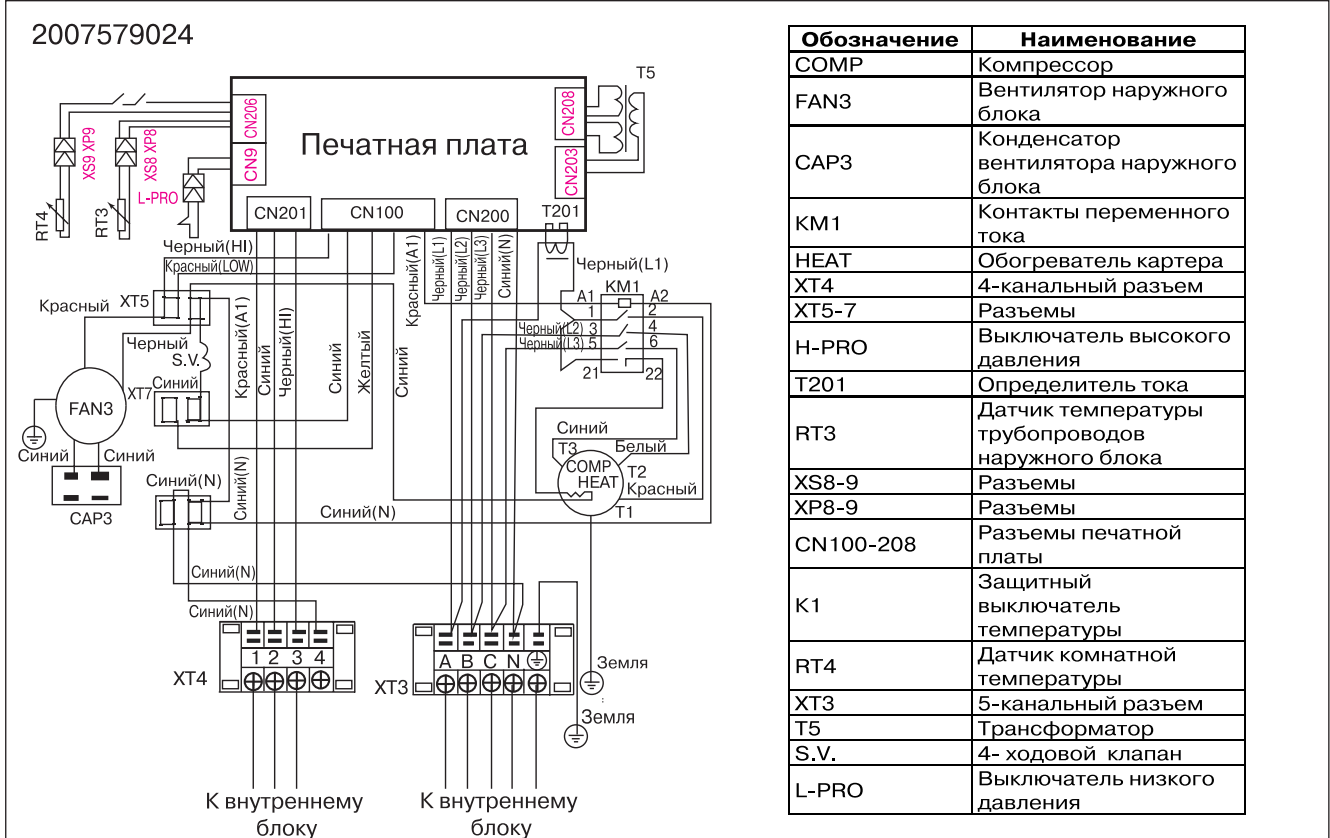 2007579024
T5
CN206
CN208
Печатная плата
XS9 XP9
XS8 XP8
CN9
CN203
L-PRO
RT4
RT3
CN201
CN100
CN200
T201
Черный(HI)
Красный(LOW)
Красный(A1)
Черный(L1)
Черный(L2)
Черный(L3)
Синий(N)
Черный(L1)
KM1
Красный
XT5
A1
A2
1
2
Черный(L2) 3
4
Черный(L3) 5
6
Черный
S.V.
Красный(A1)
Синий
Черный(HI)
Синий
Желтый
Синий
21
22
XT7
Синий
FAN3
Синий
Синий
Синий
T3
Белый
COMP
HEAT
T2
Красный
T1
Синий(N)
Синий(N)
Синий(N)
CAP3
Синий(N)
Синий(N)
1 2 3 4
XT4
A B C N
XT3
Земля
Земля
К внутреннему
блоку
К внутреннему
блоку
Обозначение Наименование
COMP Компрессор
FAN3 Вентилятор наружного
блока
CAP3 Конденсатор
вентилятора наружного
блока
KM1 Контакты переменного
тока
HEAT Обогреватель картера
XT4 4-канальный разъем
XT5-7 Разъемы
H-PRO Выключатель высокого
давления
T201 Определитель тока
RT3 Датчик температуры
трубопроводов
наружного блока
XS8-9 Разъемы
XP8-9 Разъемы
CN100-208 Разъемы печатной
платы
K1 Защитный
выключатель
температуры
RT4 Датчик комнатной
температуры
XT3 5-канальный разъем
T5 Трансформатор
S.V. 4- ходовой клапан
L-PRO Выключатель низкого
давления